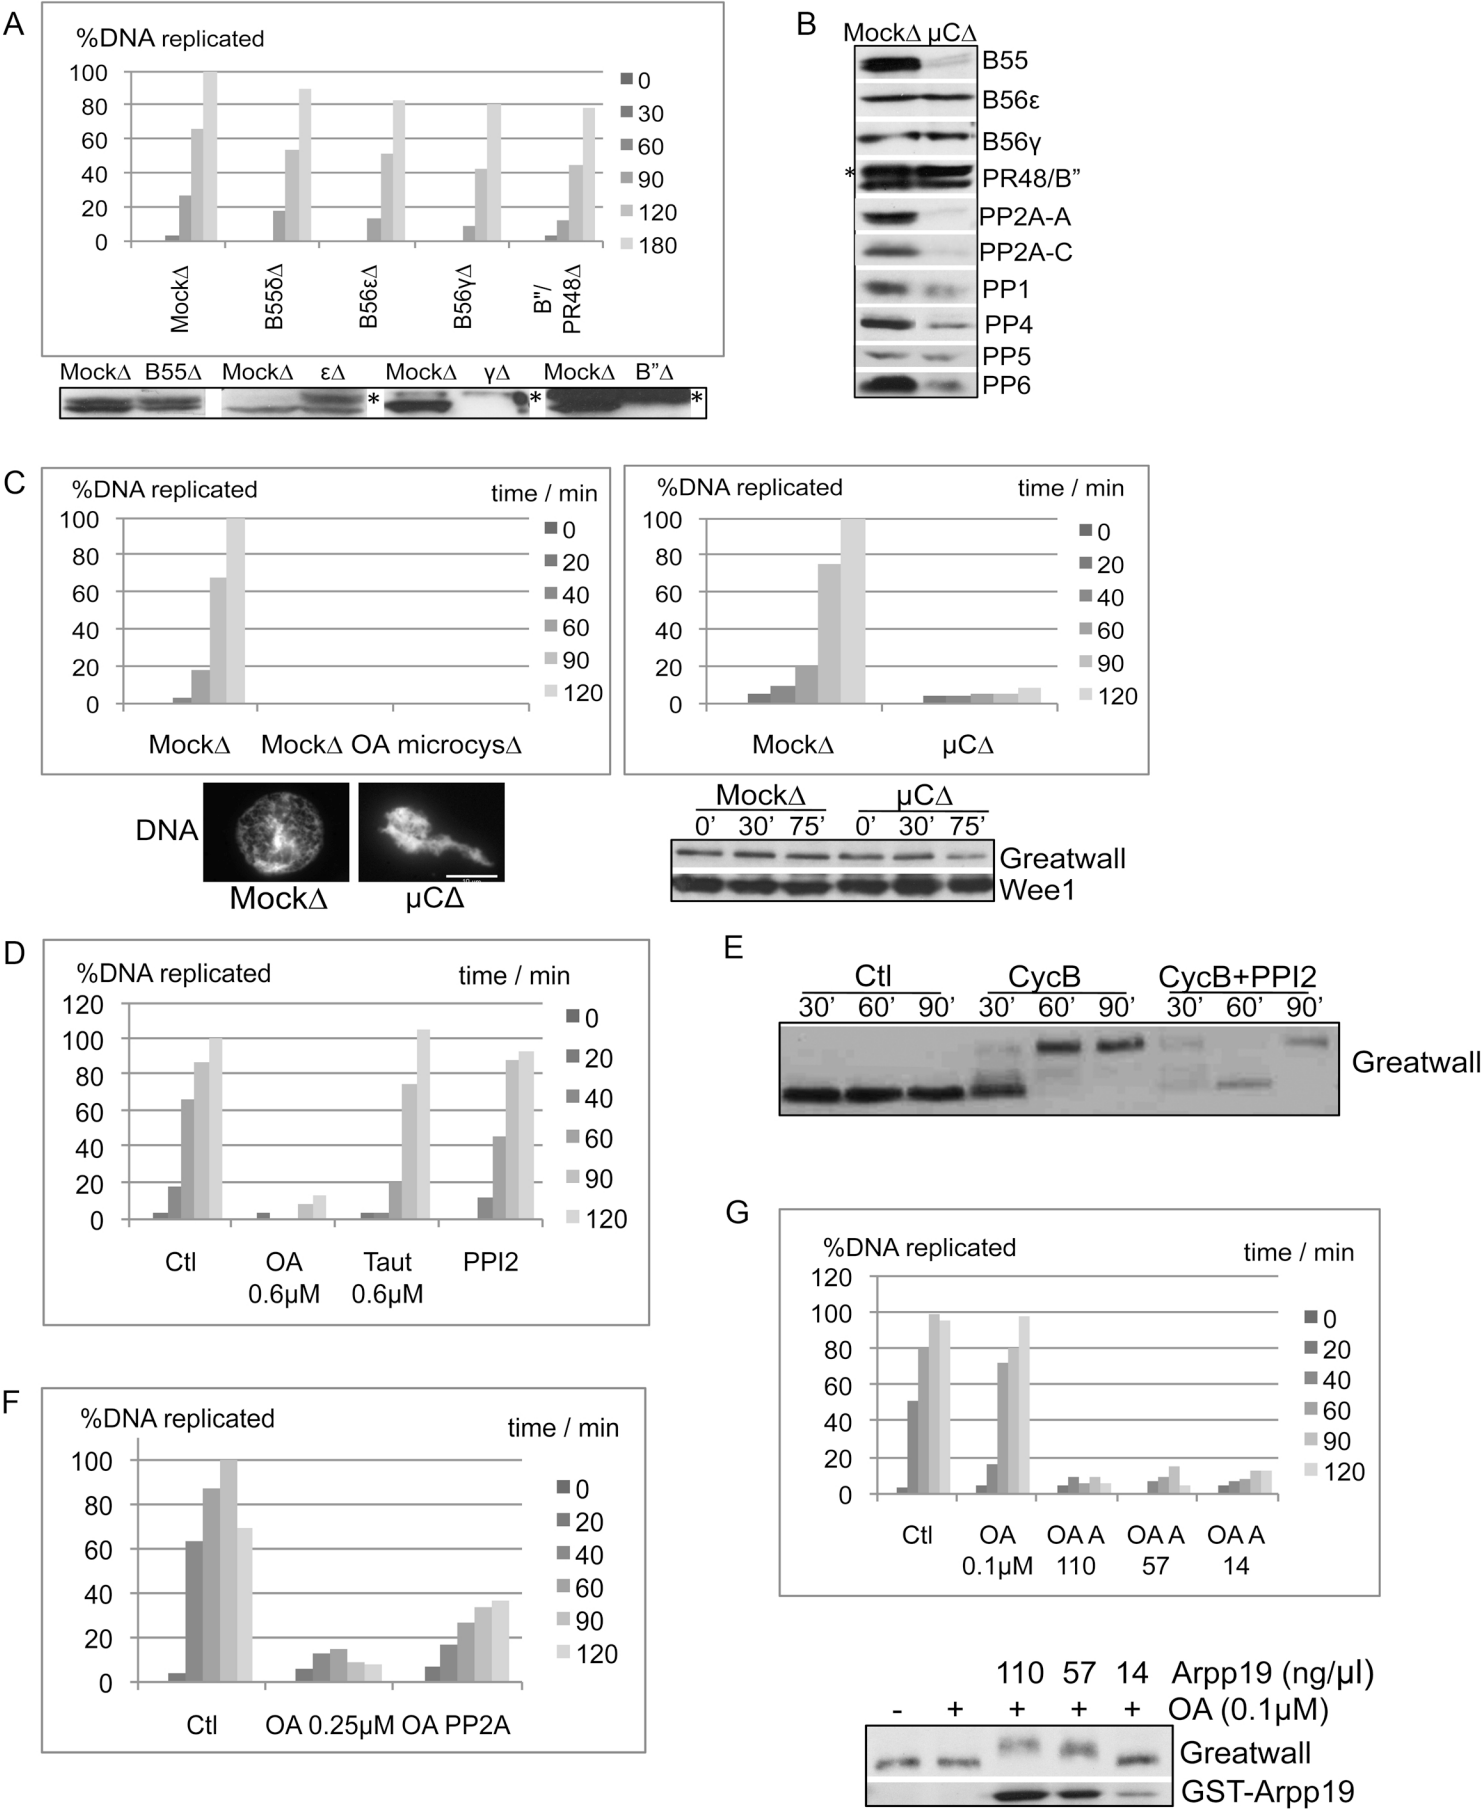 A
%DNA replicated
100
80
60
40
20
0
0
30
60
90
120
180
MockΔ
B55δΔ
B56εΔ
B56γΔ
B"/
PR48Δ
MockΔ B55Δ MockΔ εΔ MockΔ γΔ MockΔ B”Δ
* * *
B
MockΔ µCΔ
B55
B56ε
B56γ
* PR48/B”
PP2A-A
PP2A-C
PP1
PP4
PP5
PP6
C
%DNA replicated time / min
100
80
60
40
20
0
0
20
40
60
90
120
MockΔ MockΔ OA microcysΔ
%DNA replicated time / min
100
80
60
40
20
0
0
20
40
60
90
120
MockΔ µCΔ
DNA
MockΔ µCΔ
MockΔ µCΔ
0’ 30’ 75’ 0’ 30’ 75’
Greatwall
Wee1
D
%DNA replicated time / min
120
100
80
60
40
20
0
0
20
40
60
90
120
Ctl OA Taut PPI2
0.6µM 0.6µM
E
Ctl CycB CycB+PPI2
30’ 60’ 90’ 30’ 60’ 90’ 30’ 60’ 90’
Greatwall
F
%DNA replicated time / min
100
80
60
40
20
0
0
20
40
60
90
120
Ctl OA 0.25µM OA PP2A
G
%DNA replicated time / min
120
100
80
60
40
20
0
0
20
40
60
90
120
Ctl OA OA A OA A OA A
0.1µM 110 57 14
110 57 14 Arpp19 (ng/µl)
- + + + + OA (0.1µM)
Greatwall
GST-Arpp19